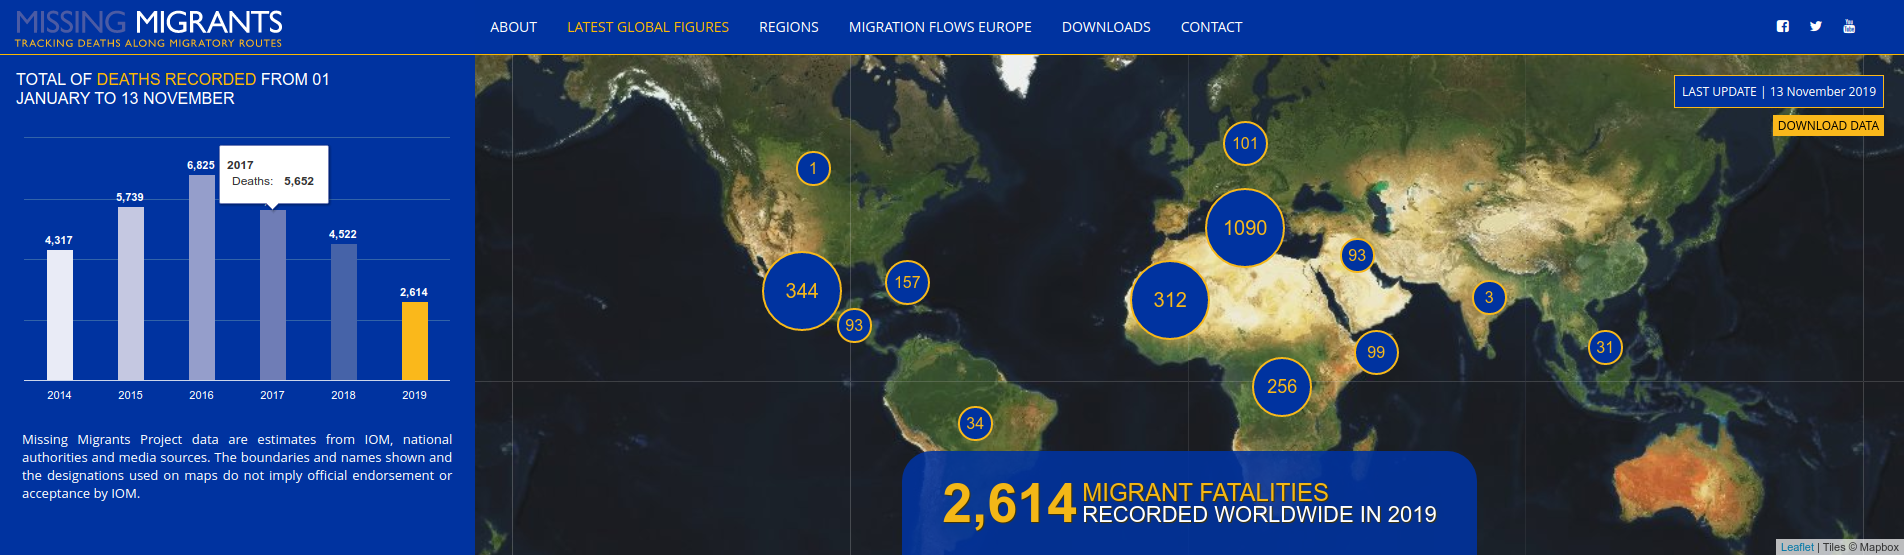 MISSING MIGRANTS
TRACKING DEATHS ALONG MIGRATORY ROUTES
ABOUT
LATEST GLOBAL FIGURES
REGIONS
MIGRATION FLOWS EUROPE
DOWNLOADS
CONTACT
You Tube
TOTAL OF DEATHS RECORDED FROM 01
JANUARY TO 13 NOVEMBER
6,825
5,739
4,317
4,522
2,614
2017
Deaths: 5,652
2014
2015
2016
2017
2018
2019
Missing Migrants Project data are estimates from IOM, national
authorities and media sources. The boundaries and names shown and
the designations used on maps do not imply official endorsement or
acceptance by IOM.
LAST UPDATE | 13 November 2019
DOWNLOAD DATA
101
1
1090
93
344
157
312
3
93
31
99
256
34
2,614
MIGRANT FATALITIES
RECORDED WORLDWIDE IN 2019
Leaflet | Tiles © Mapbox